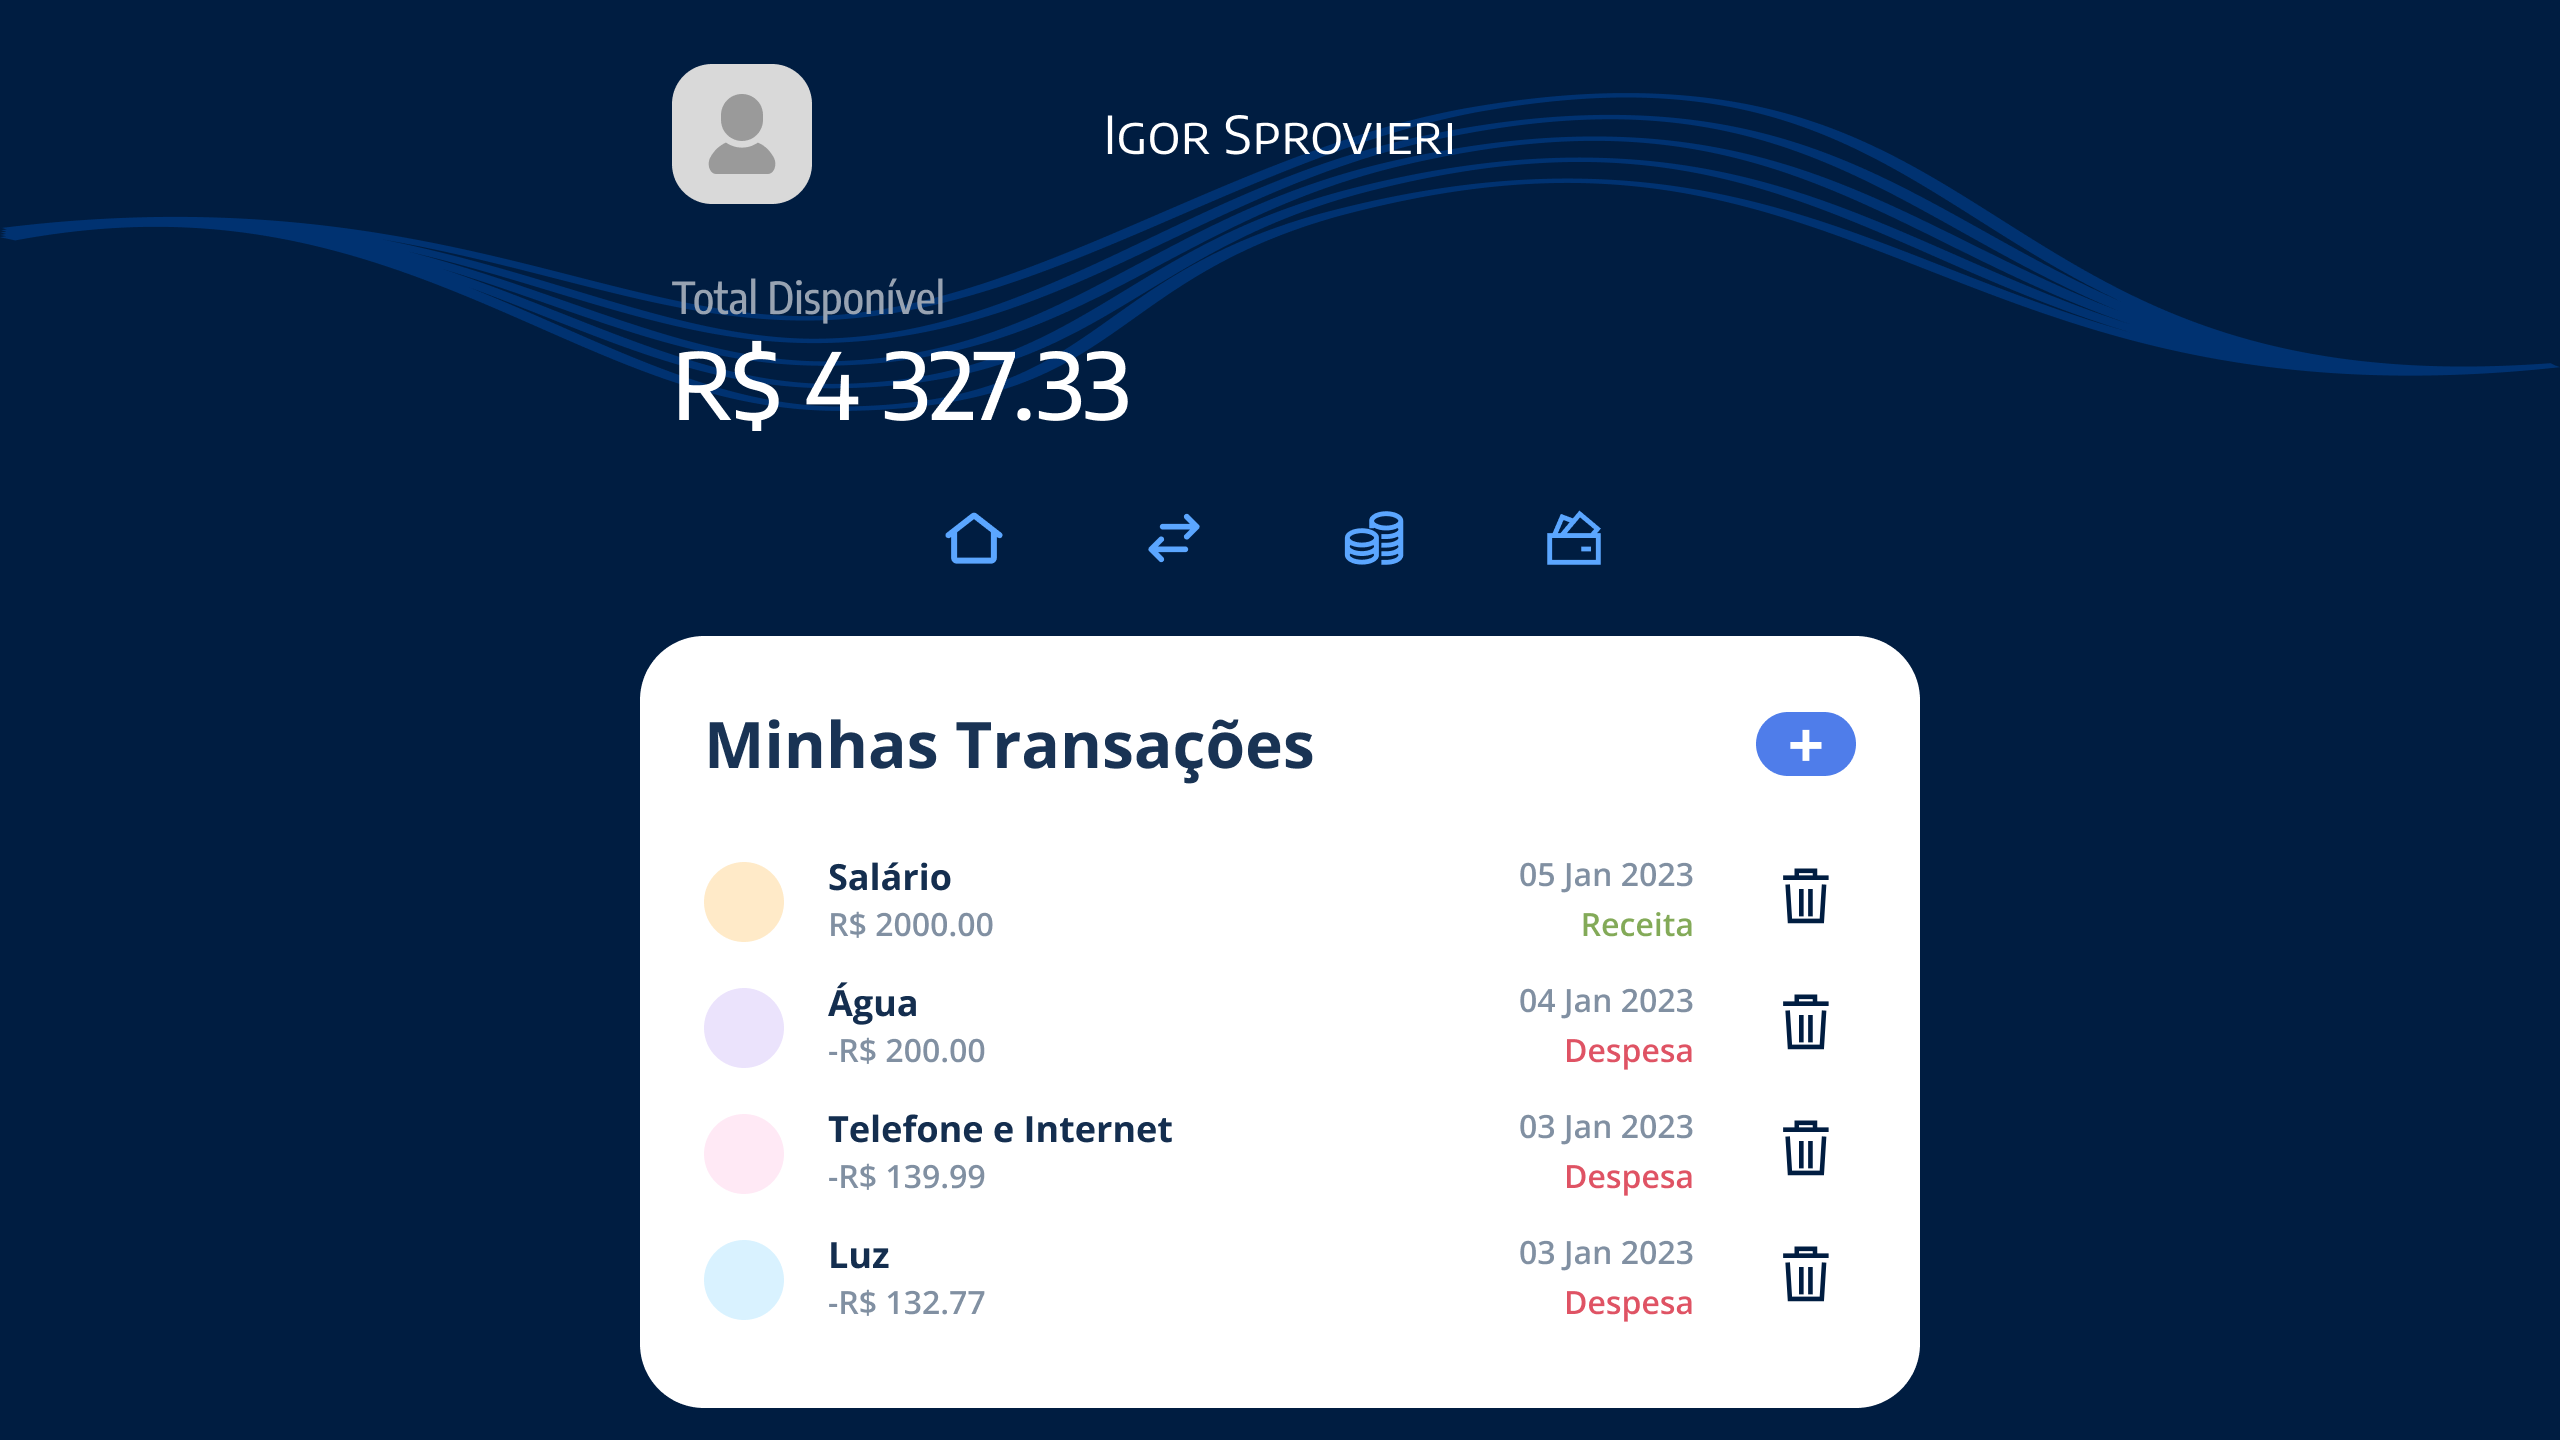 Igor Sprovieri
Total Disponível
R$ 4 327.33
Minhas Transações
+
Salário
05 Jan 2023
R$ 2000.00
Receita
Água
04 Jan 2023
-R$ 200.00
Despesa
Telefone e Internet
03 Jan 2023
-R$ 139.99
Despesa
Luz
03 Jan 2023
-R$ 132.77
Despesa